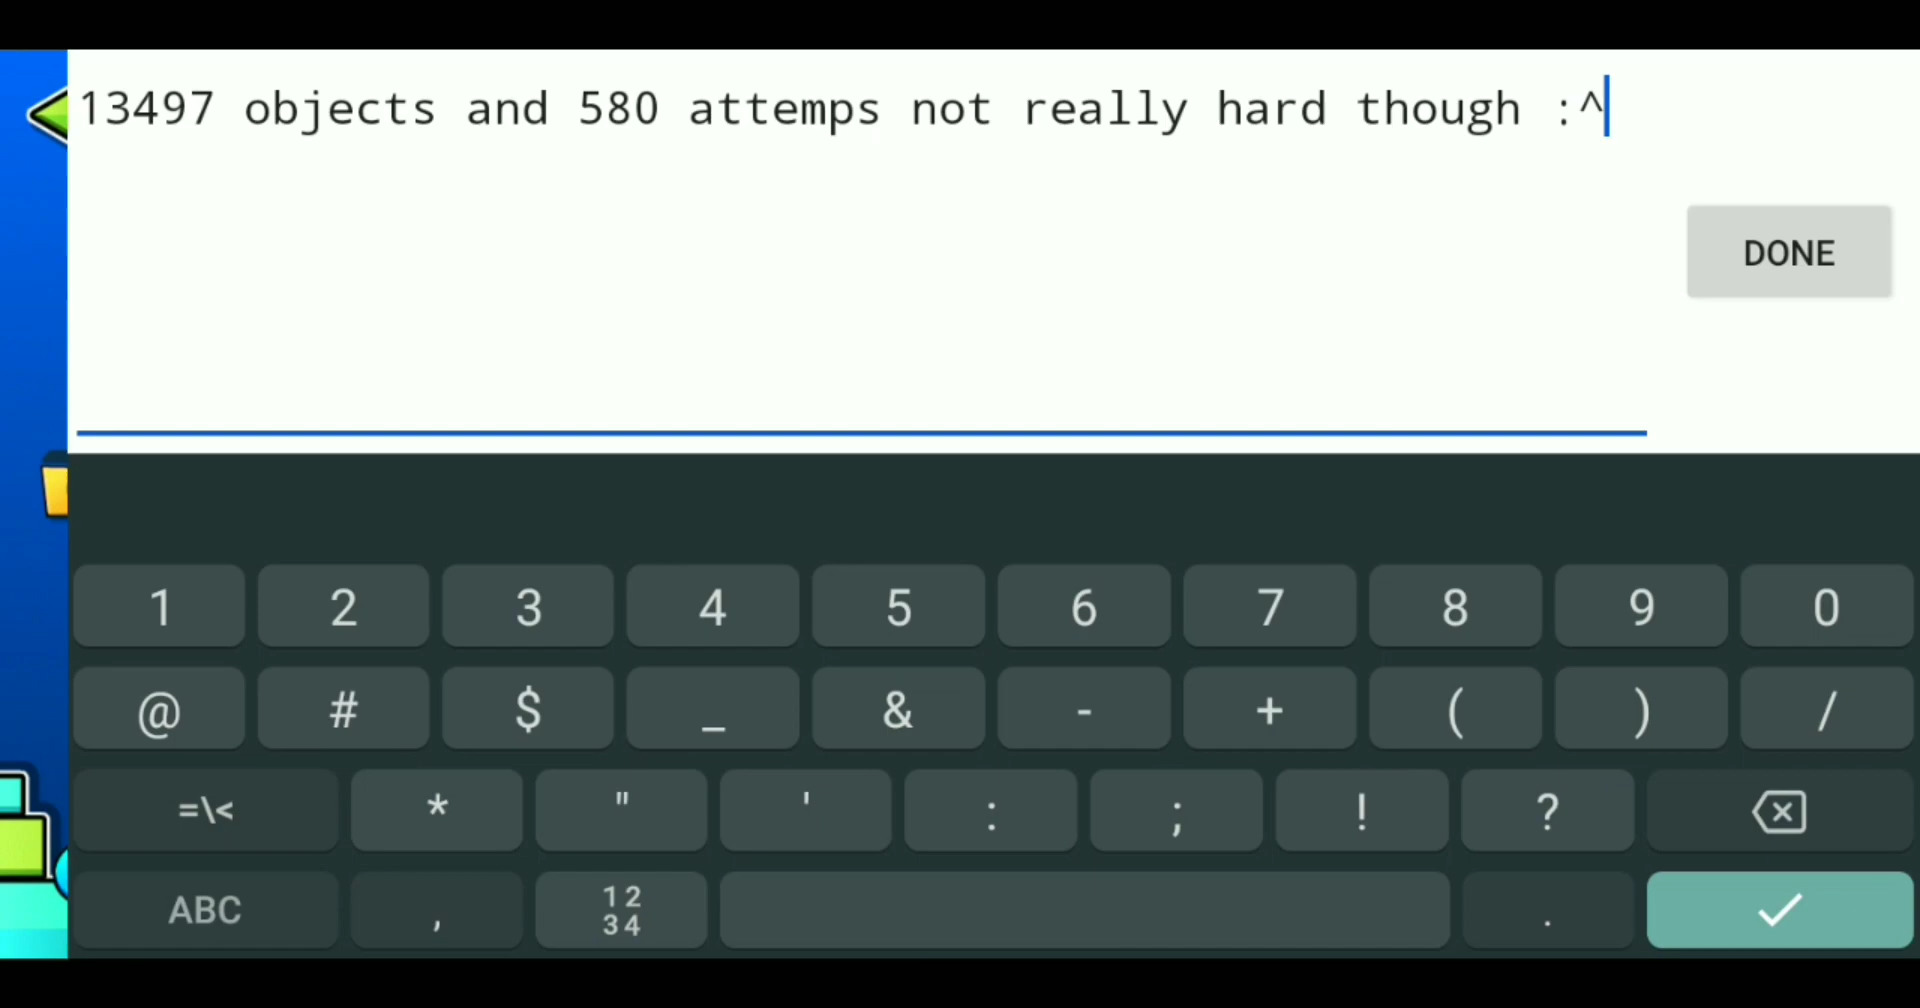 13497 objects and 580 attemps not really hard though :^
DONE
1 2 3 4 5 6 7 8 9 0
@ # $ _ & - + ( ) /
=\< * " ' : ; ! ?
ABC , 12 .
34